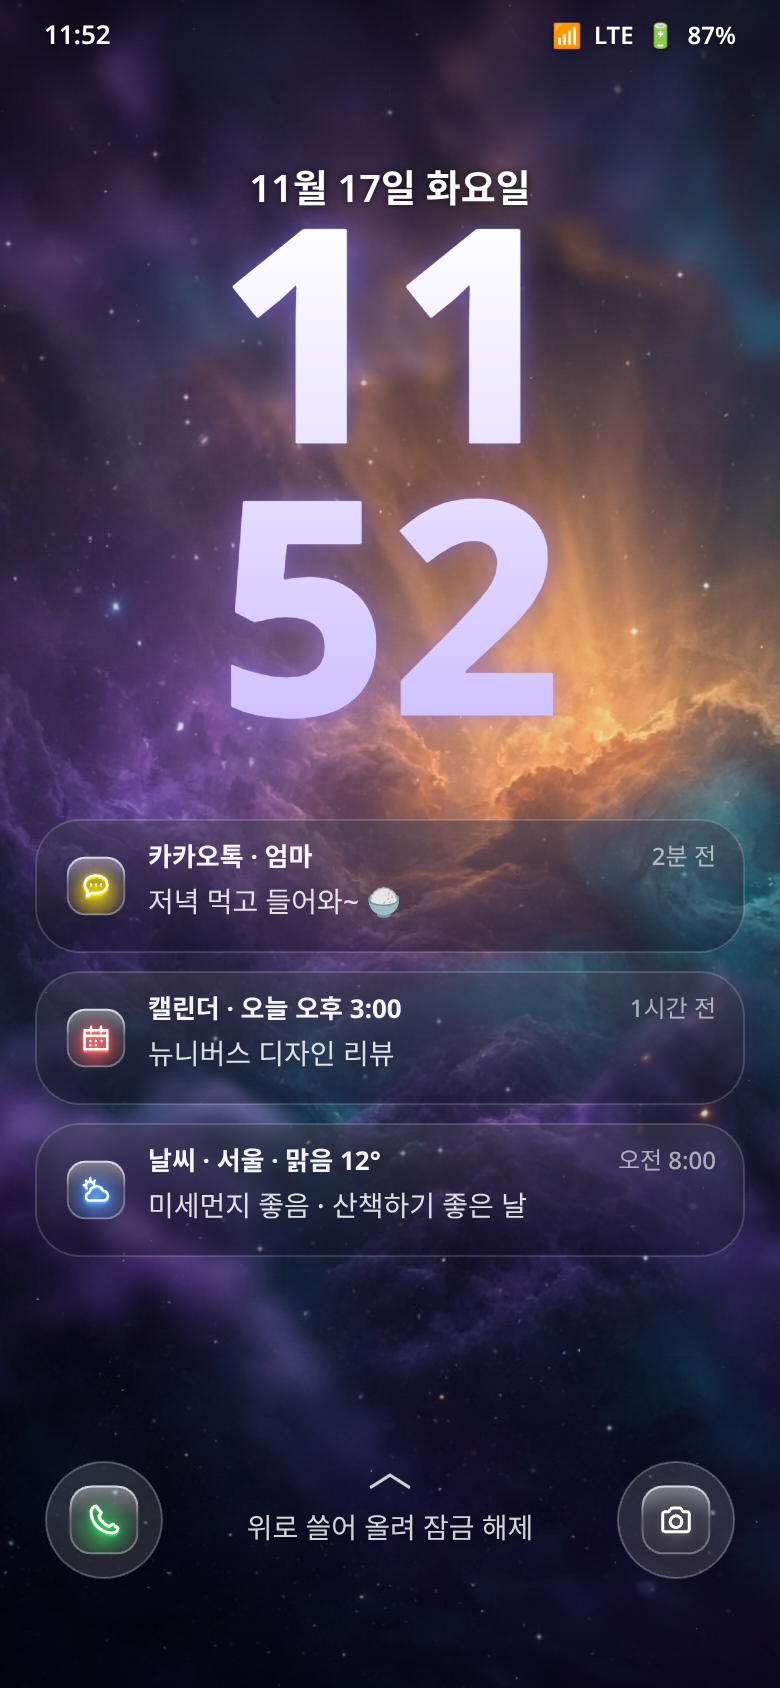 11:52 LTE 87%
11월 17일 화요일
11
52
카카오톡 · 엄마 2분 전
저녁 먹고 들어와~ 🍚
캘린더 · 오늘 오후 3:00 1시간 전
뉴니버스 디자인 리뷰
날씨 · 서울 · 맑음 12° 오전 8:00
미세먼지 좋음 · 산책하기 좋은 날
위로 쓸어 올려 잠금 해제